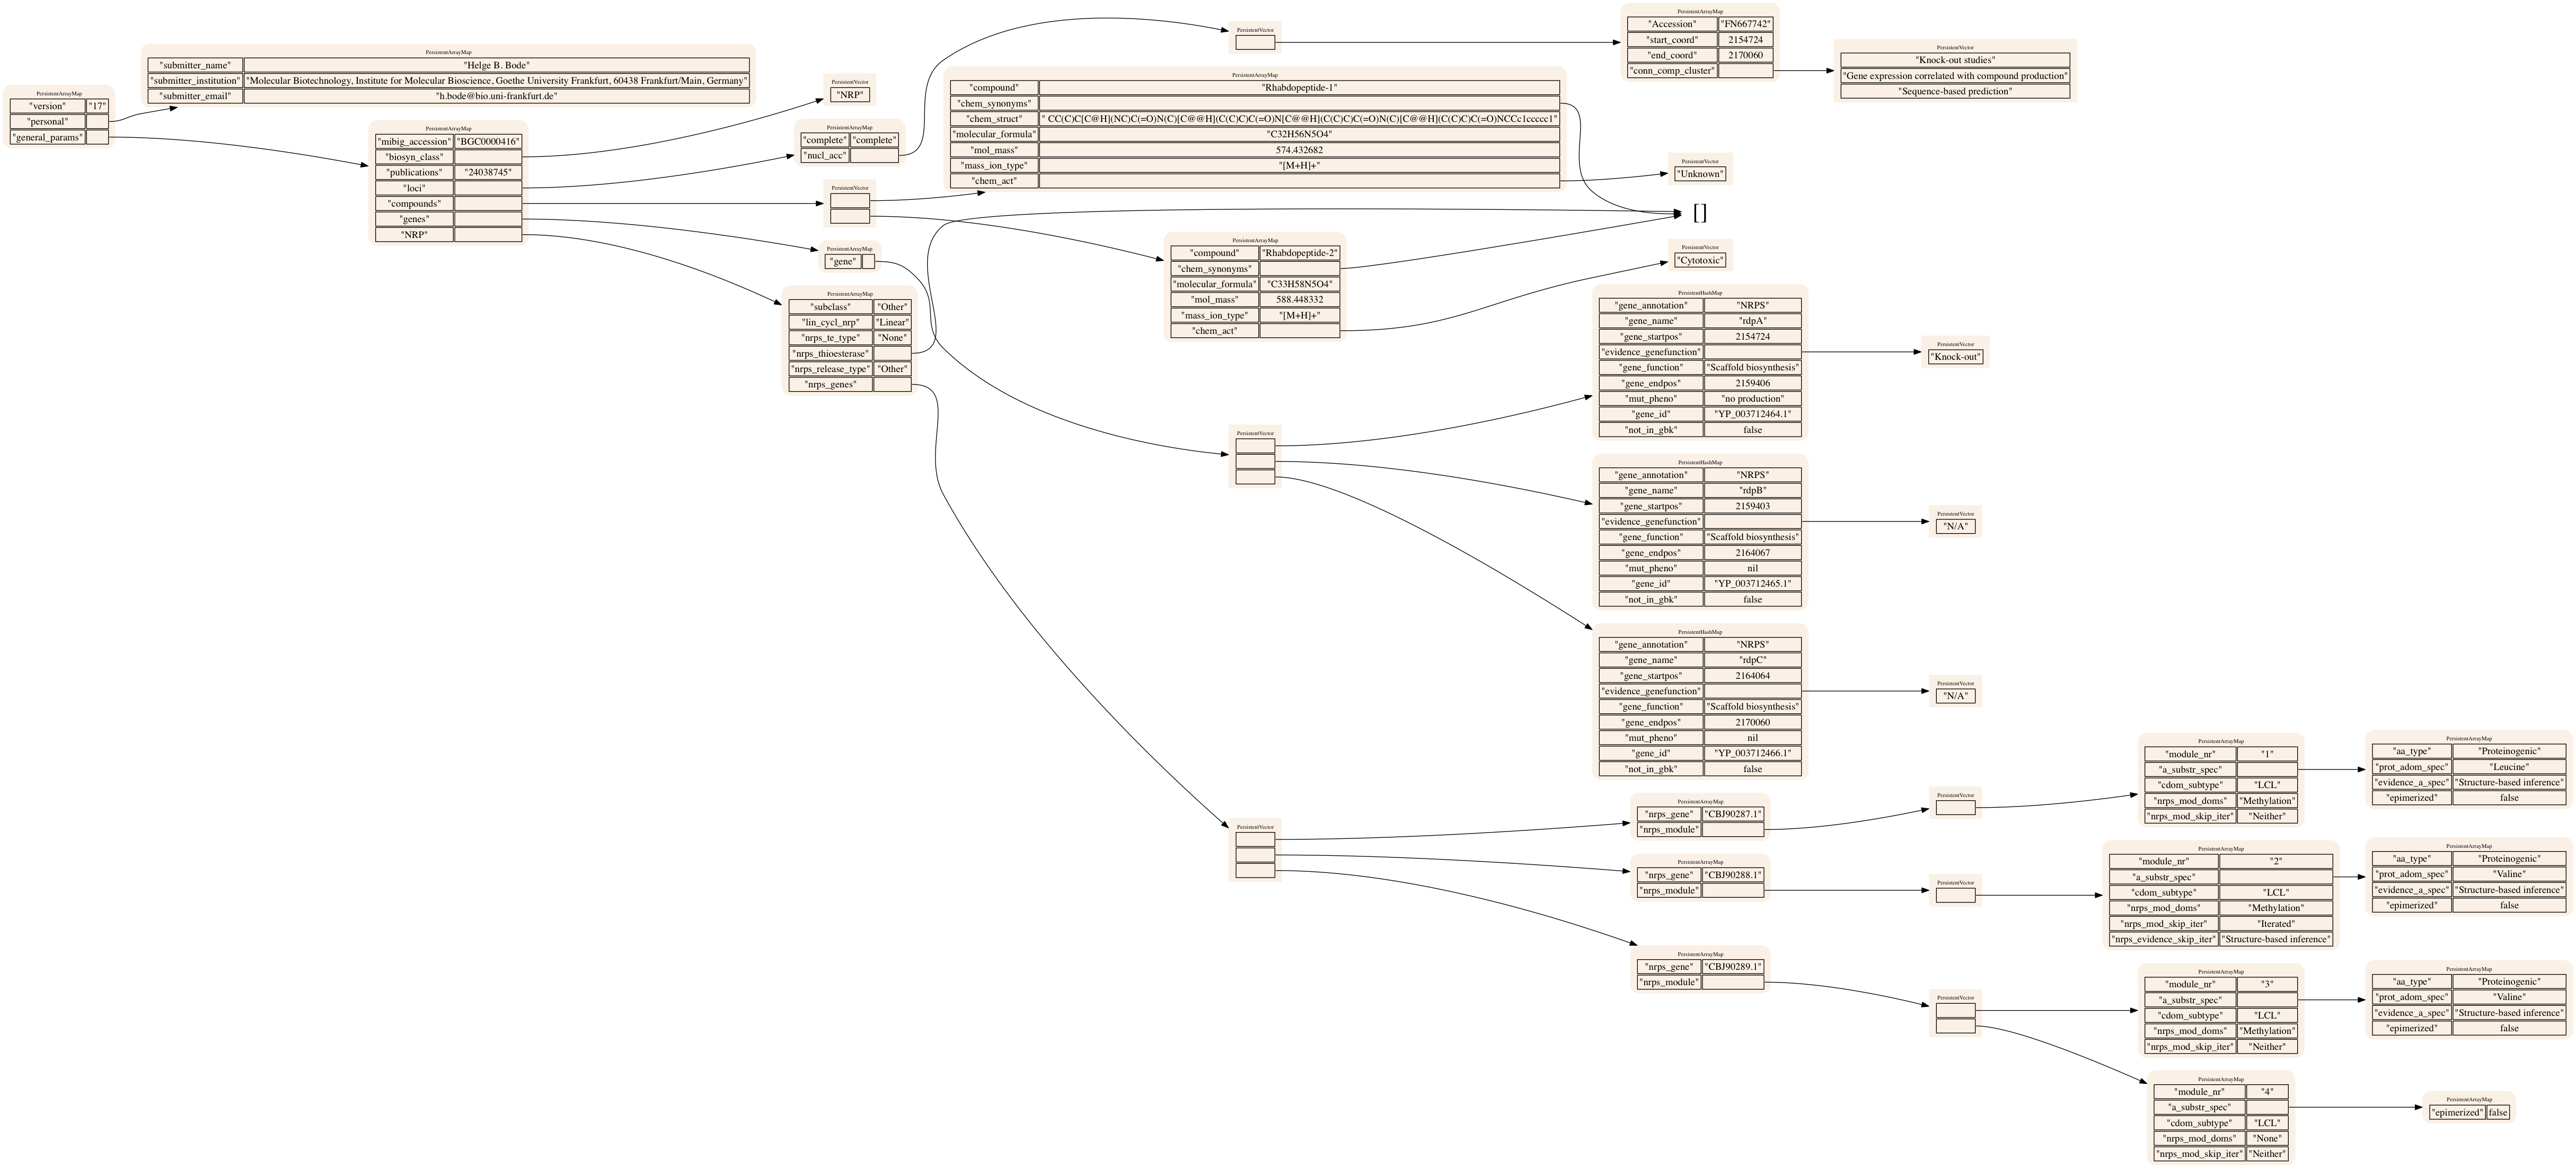 PersistentArrayMap
"version" "17"
"personal"
"general_params"
PersistentArrayMap
"submitter_name" "Helge B. Bode"
"submitter_institution" "Molecular Biotechnology, Institute for Molecular Bioscience, Goethe University Frankfurt, 60438 Frankfurt/Main, Germany"
"submitter_email" "h.bode@bio.uni-frankfurt.de"
PersistentArrayMap
"mibig_accession" "BGC0000416"
"biosyn_class"
"publications" "24038745"
"loci"
"compounds"
"genes"
"NRP"
PersistentVector
"NRP"
PersistentArrayMap
"complete" "complete"
"nucl_acc"
PersistentVector
PersistentArrayMap
"gene"
PersistentArrayMap
"subclass" "Other"
"lin_cycl_nrp" "Linear"
"nrps_te_type" "None"
"nrps_thioesterase"
"nrps_release_type" "Other"
"nrps_genes"
PersistentVector
PersistentArrayMap
"compound" "Rhabdopeptide-1"
"chem_synonyms"
"chem_struct" " CC(C)C[C@H](NC)C(=O)N(C)[C@@H](C(C)C)C(=O)N[C@@H](C(C)C)C(=O)N(C)[C@@H](C(C)C)C(=O)NCCc1ccccc1"
"molecular_formula" "C32H56N5O4"
"mol_mass" 574.432682
"mass_ion_type" "[M+H]+"
"chem_act"
PersistentArrayMap
"compound" "Rhabdopeptide-2"
"chem_synonyms"
"molecular_formula" "C33H58N5O4"
"mol_mass" 588.448332
"mass_ion_type" "[M+H]+"
"chem_act"
PersistentVector
PersistentVector
PersistentArrayMap
"Accession" "FN667742"
"start_coord" 2154724
"end_coord" 2170060
"conn_comp_cluster"
PersistentVector
"Knock-out studies"
"Gene expression correlated with compound production"
"Sequence-based prediction"
PersistentVector
"Unknown"
[]
PersistentVector
"Cytotoxic"
PersistentHashMap
"gene_annotation" "NRPS"
"gene_name" "rdpA"
"gene_startpos" 2154724
"evidence_genefunction"
"gene_function" "Scaffold biosynthesis"
"gene_endpos" 2159406
"mut_pheno" "no production"
"gene_id" "YP_003712464.1"
"not_in_gbk" false
PersistentVector
"Knock-out"
PersistentHashMap
"gene_annotation" "NRPS"
"gene_name" "rdpB"
"gene_startpos" 2159403
"evidence_genefunction"
"gene_function" "Scaffold biosynthesis"
"gene_endpos" 2164067
"mut_pheno" nil
"gene_id" "YP_003712465.1"
"not_in_gbk" false
PersistentVector
"N/A"
PersistentHashMap
"gene_annotation" "NRPS"
"gene_name" "rdpC"
"gene_startpos" 2164064
"evidence_genefunction"
"gene_function" "Scaffold biosynthesis"
"gene_endpos" 2170060
"mut_pheno" nil
"gene_id" "YP_003712466.1"
"not_in_gbk" false
PersistentVector
"N/A"
PersistentArrayMap
"nrps_gene" "CBJ90287.1"
"nrps_module"
PersistentVector
PersistentArrayMap
"module_nr" "1"
"a_substr_spec"
"cdom_subtype" "LCL"
"nrps_mod_doms" "Methylation"
"nrps_mod_skip_iter" "Neither"
PersistentArrayMap
"aa_type" "Proteinogenic"
"prot_adom_spec" "Leucine"
"evidence_a_spec" "Structure-based inference"
"epimerized" false
PersistentArrayMap
"nrps_gene" "CBJ90288.1"
"nrps_module"
PersistentVector
PersistentArrayMap
"module_nr" "2"
"a_substr_spec"
"cdom_subtype" "LCL"
"nrps_mod_doms" "Methylation"
"nrps_mod_skip_iter" "Iterated"
"nrps_evidence_skip_iter" "Structure-based inference"
PersistentArrayMap
"aa_type" "Proteinogenic"
"prot_adom_spec" "Valine"
"evidence_a_spec" "Structure-based inference"
"epimerized" false
PersistentArrayMap
"nrps_gene" "CBJ90289.1"
"nrps_module"
PersistentVector
PersistentArrayMap
"module_nr" "3"
"a_substr_spec"
"cdom_subtype" "LCL"
"nrps_mod_doms" "Methylation"
"nrps_mod_skip_iter" "Neither"
PersistentArrayMap
"aa_type" "Proteinogenic"
"prot_adom_spec" "Valine"
"evidence_a_spec" "Structure-based inference"
"epimerized" false
PersistentArrayMap
"module_nr" "4"
"a_substr_spec"
"cdom_subtype" "LCL"
"nrps_mod_doms" "None"
"nrps_mod_skip_iter" "Neither"
PersistentArrayMap
"epimerized" false